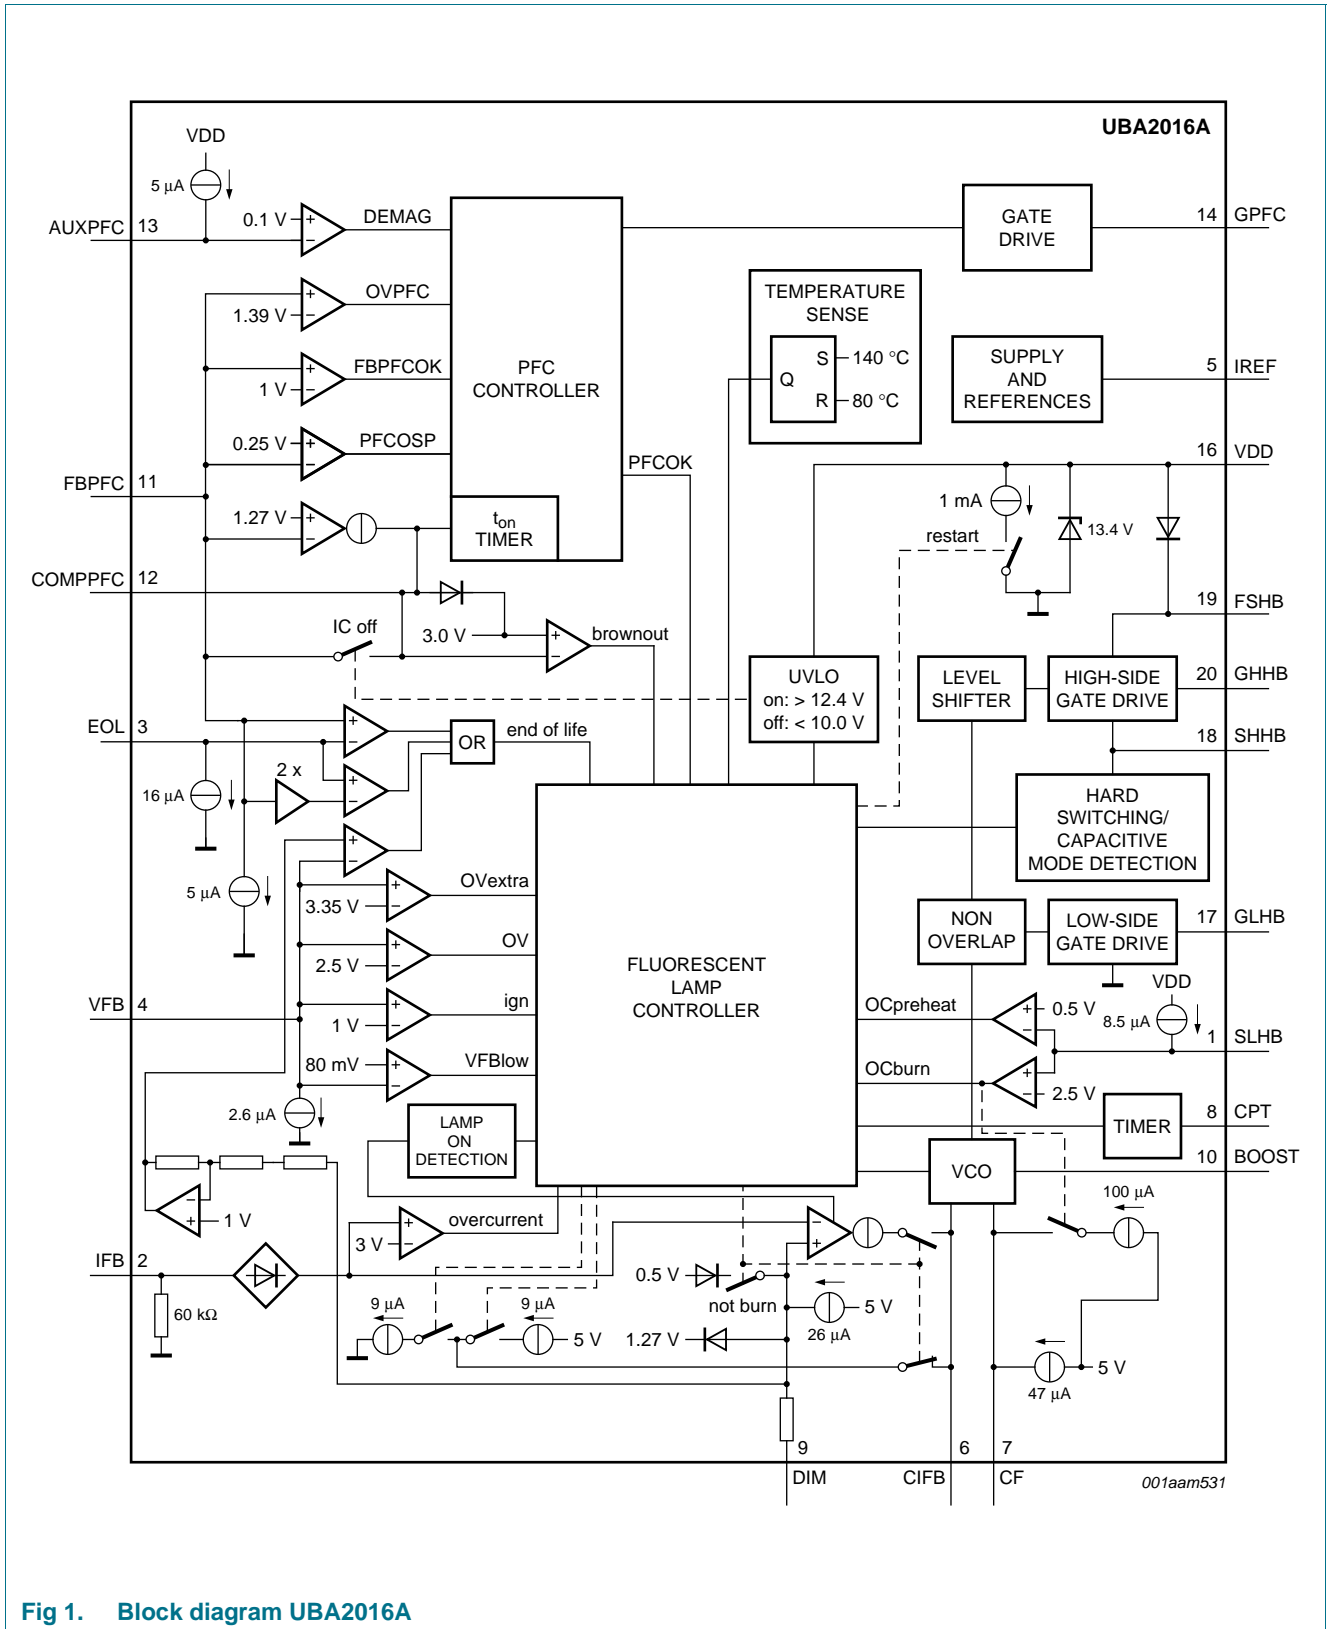 UBA2016A
VDD
5 µA
AUXPFC 13
0.1 V
+
−
DEMAG
GATE
DRIVE
14 GPFC
OVPFC
+
−
1.39 V
TEMPERATURE
SENSE
S 140 °C
Q
R 80 °C
PFC
CONTROLLER
FBPFCOK
+
−
1 V
SUPPLY
AND
REFERENCES
5 IREF
0.25 V
+
−
PFCOSP
PFCOK
16 VDD
FBPFC 11
1 mA
13.4 V
restart
1.27 V
+
−
ton
TIMER
COMPPFC 12
19 FSHB
IC off
3.0 V
+
−
brownout
UVLO
on: > 12.4 V
off: < 10.0 V
LEVEL
SHIFTER
HIGH-SIDE
GATE DRIVE
20 GHHB
EOL 3
+
−
OR
end of life
18 SHHB
16 µA
2 x
+
−
HARD
SWITCHING/
CAPACITIVE
MODE DETECTION
+
−
5 µA
OVextra
+
−
3.35 V
NON
OVERLAP
LOW-SIDE
GATE DRIVE
17 GLHB
OV
+
−
2.5 V
FLUORESCENT
LAMP
CONTROLLER
VDD
VFB 4
ign
+
−
1 V
OCpreheat
+
−
0.5 V
8.5 µA
1 SLHB
80 mV
+
−
VFBlow
OCburn
+
−
2.5 V
2.6 µA
LAMP
ON
DETECTION
TIMER
8 CPT
VCO
10 BOOST
−
+
1 V
100 µA
+
−
overcurrent
3 V
−
+
IFB 2
60 kΩ
0.5 V
not burn
26 µA
5 V
9 µA
9 µA
5 V
1.27 V
47 µA
5 V
9
DIM
6
CIFB
7
CF
001aam531
Fig 1. Block diagram UBA2016A